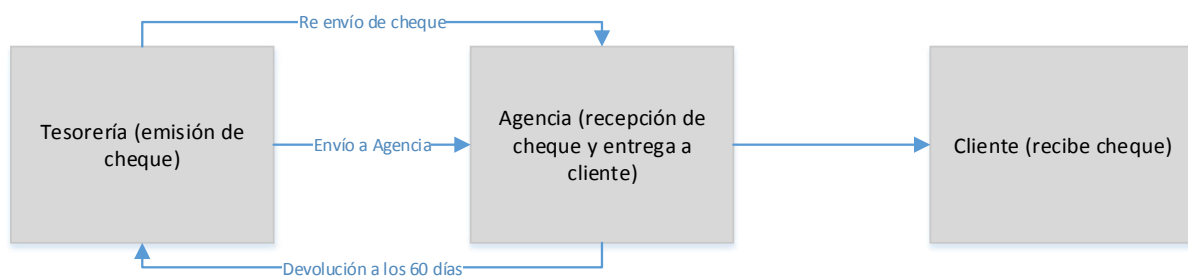 Re envío de cheque
Tesorería (emisión de
cheque)
Envío a Agencia
Agencia (recepción de
cheque y entrega a
cliente)
Cliente (recibe cheque)
Devolución a los 60 días